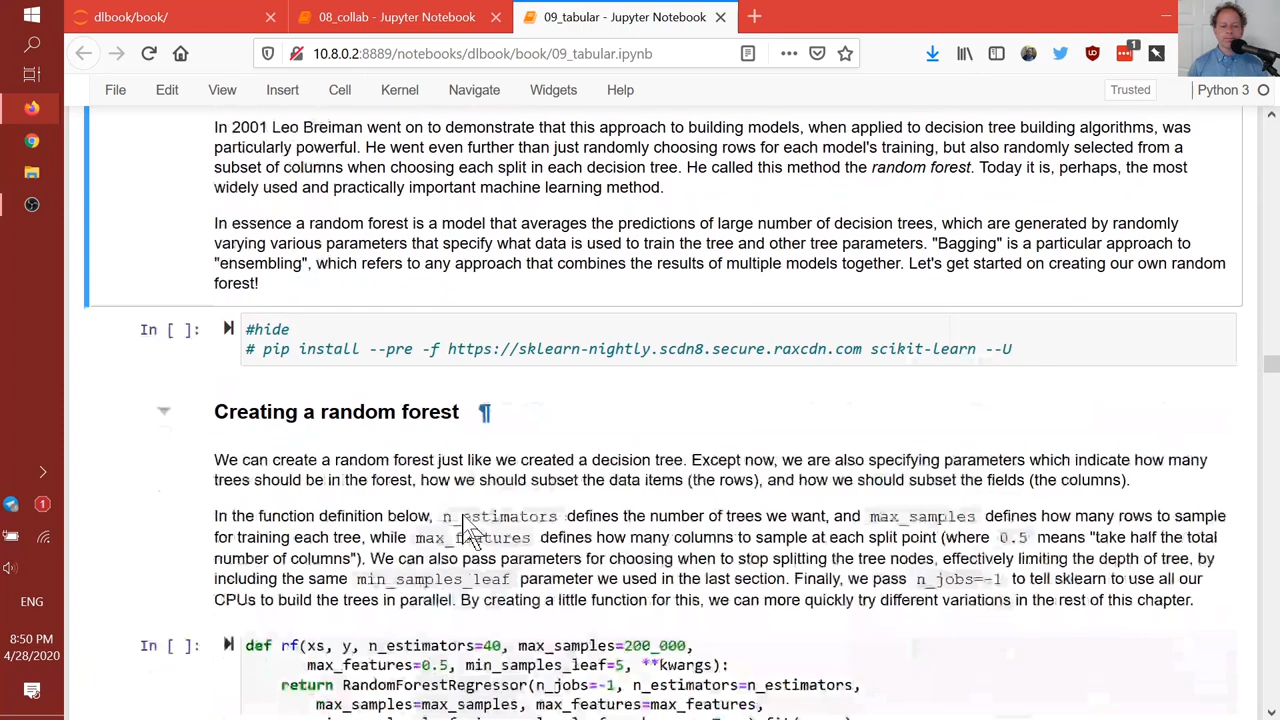 dlbook/book/
08_collab - Jupyter Notebook
09_tabular - Jupyter Notebook
10.8.0.2:8889/notebooks/dlbook/book/09_tabular.ipynb
1
File Edit View Insert Cell Kernel Navigate Widgets Help Trusted Python 3
In 2001 Leo Breiman went on to demonstrate that this approach to building models, when applied to decision tree building algorithms, was
particularly powerful. He went even further than just randomly choosing rows for each model's training, but also randomly selected from a
subset of columns when choosing each split in each decision tree. He called this method the random forest. Today it is, perhaps, the most
widely used and practically important machine learning method.
In essence a random forest is a model that averages the predictions of large number of decision trees, which are generated by randomly
varying various parameters that specify what data is used to train the tree and other tree parameters. "Bagging" is a particular approach to
"ensembling", which refers to any approach that combines the results of multiple models together. Let's get started on creating our own random
forest!
In [ ]:
#hide
# pip install --pre -f https://sklearn-nightly.scdn8.secure.raxcdn.com scikit-learn --U
Creating a random forest ¶
We can create a random forest just like we created a decision tree. Except now, we are also specifying parameters which indicate how many
trees should be in the forest, how we should subset the data items (the rows), and how we should subset the fields (the columns).
In the function definition below, n_estimators defines the number of trees we want, and max_samples defines how many rows to sample
for training each tree, while max_features defines how many columns to sample at each split point (where 0.5 means "take half the total
number of columns"). We can also pass parameters for choosing when to stop splitting the tree nodes, effectively limiting the depth of tree, by
including the same min_samples_leaf parameter we used in the last section. Finally, we pass n_jobs=-1 to tell sklearn to use all our
CPUs to build the trees in parallel. By creating a little function for this, we can more quickly try different variations in the rest of this chapter.
In [ ]:
def rf(xs, y, n_estimators=40, max_samples=200_000,
max_features=0.5, min_samples_leaf=5, **kwargs):
return RandomForestRegressor(n_jobs=-1, n_estimators=n_estimators,
max_samples=max_samples, max_features=max_features,
1
ENG
8:50 PM
4/28/2020